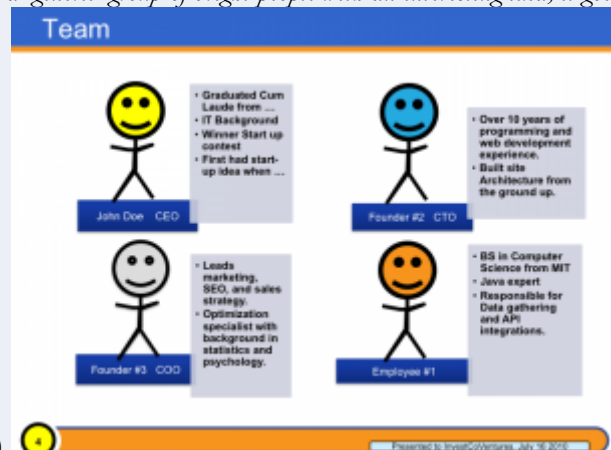 Team
• Graduated Cum
Laude from ...
• IT Background
• Winner Start up
contest
• First had start-
up idea when ...
John Doe CEO
• Over 10 years of
programming and
web development
experience.
• Built site
Architecture from
the ground up.
Founder #2 CTO
• Leads
marketing,
SEO, and sales
strategy.
• Optimization
specialist with
background in
statistics and
psychology.
Founder #3 COO
• BS in Computer
Science from MIT
• Java expert
• Responsible for
Data gathering
and API
integrations.
Employee #1
4
Presented to InvestCoVentures, July 16 2010